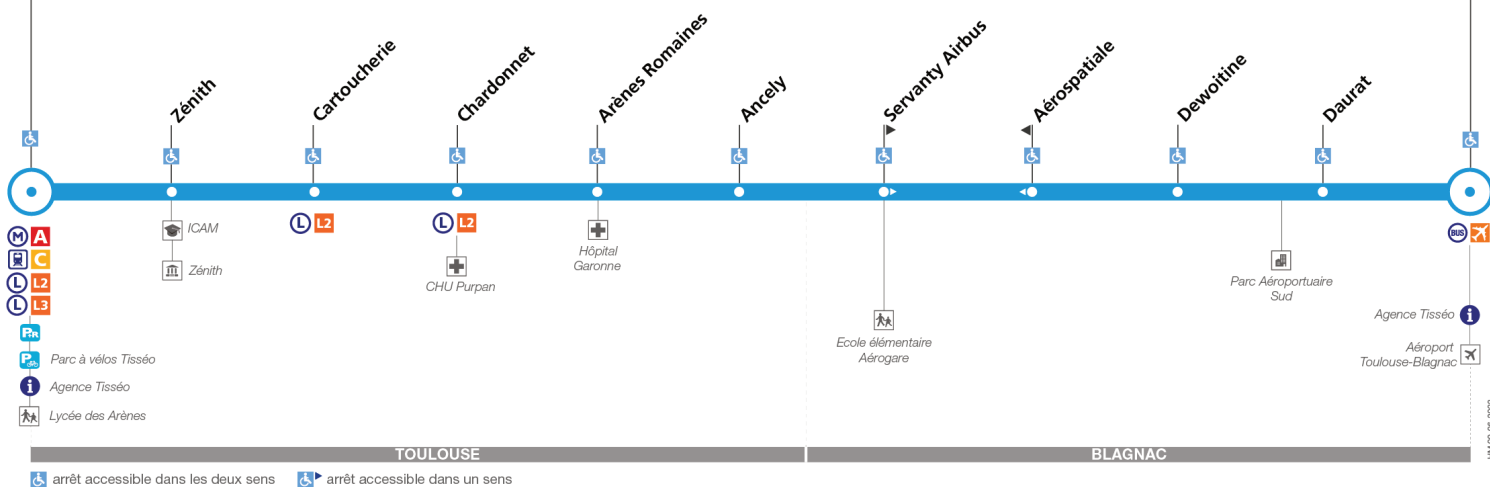 Zénith
Cartoucherie
Chardonnet
Arènes Romaines
Ancely
Servanty Airbus
Aérospatiale
Dewoitine
Daurat
M A
C
L L2
L L3
P+R
P
Parc à vélos Tisséo
i Agence Tisséo
Lycée des Arènes
ICAM
Zénith
L L2
L L2
CHU Purpan
Hôpital
Garonne
Ecole élémentaire
Aérogare
Parc Aéroportuaire
Sud
BUS
Agence Tisséo i
Aéroport
Toulouse-Blagnac
TOULOUSE
BLAGNAC
arrêt accessible dans les deux sens
arrêt accessible dans un sens